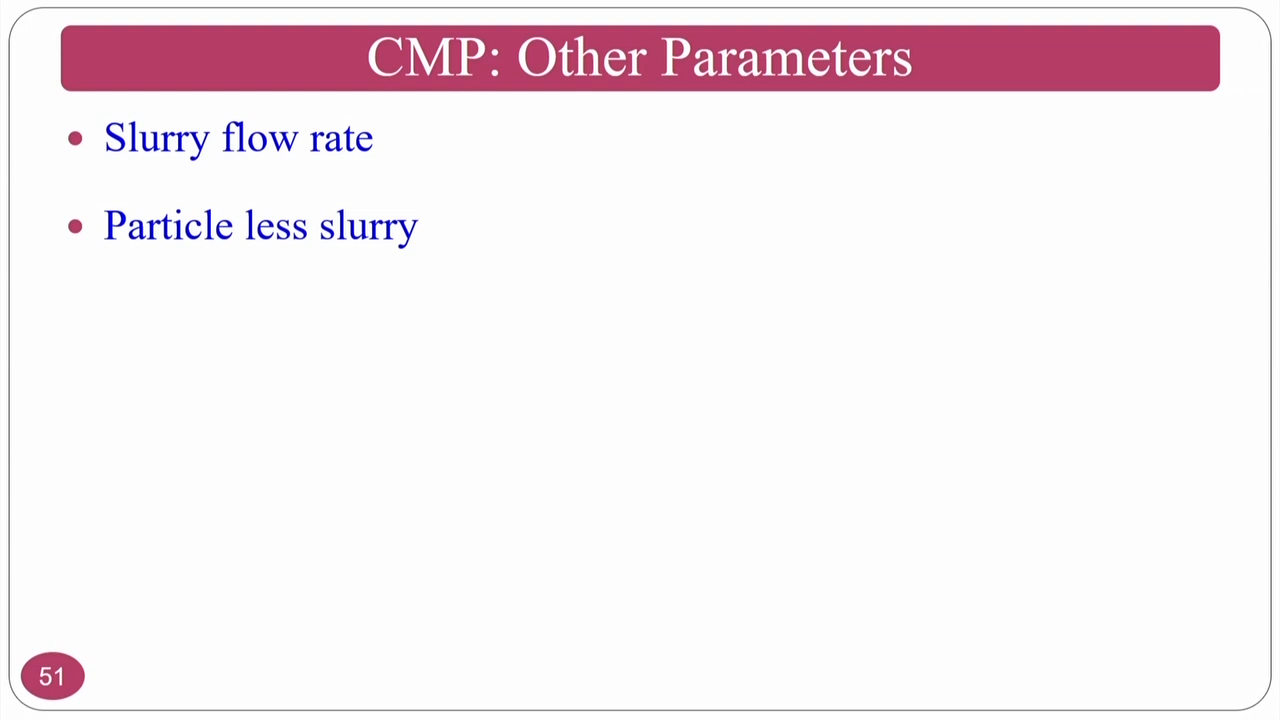 CMP: Other Parameters
• Slurry flow rate
• Particle less slurry
51